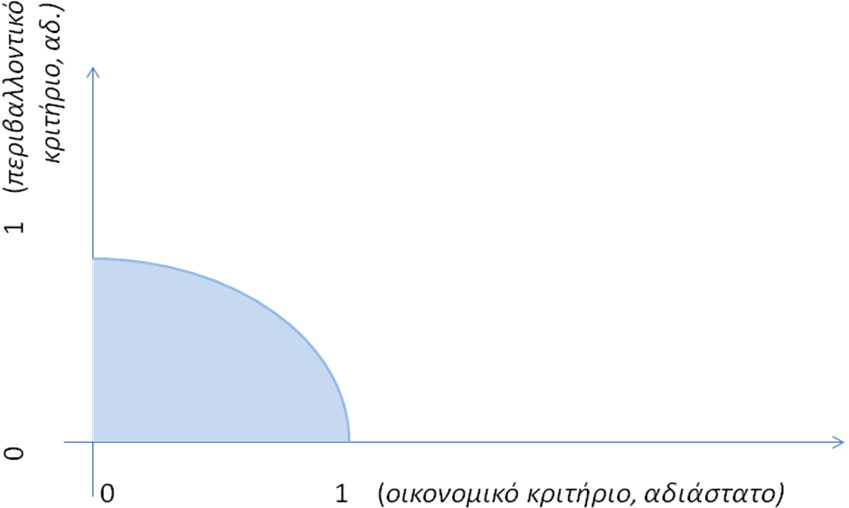 1 (περιβαλλοντικό
κριτήριο, αδ.)
0
0
1 (οικονομικό κριτήριο, αδιάστατο)